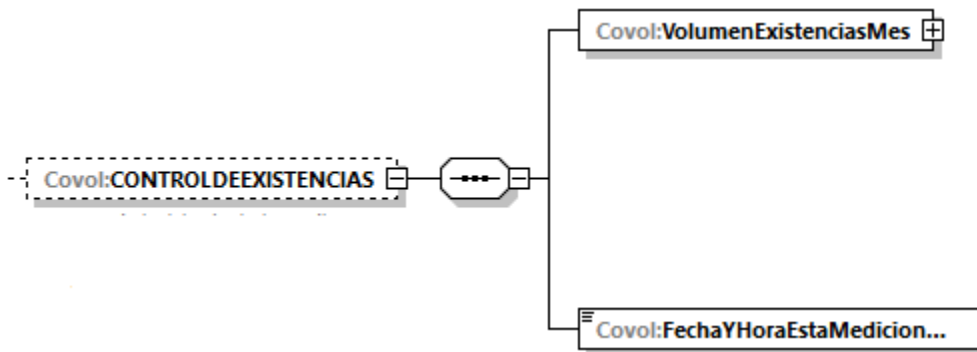 Covol:VolumenExistenciasMes
Covol:CONTROLDEEXISTENCIAS
Covol:FechaYHoraEstaMedicion...